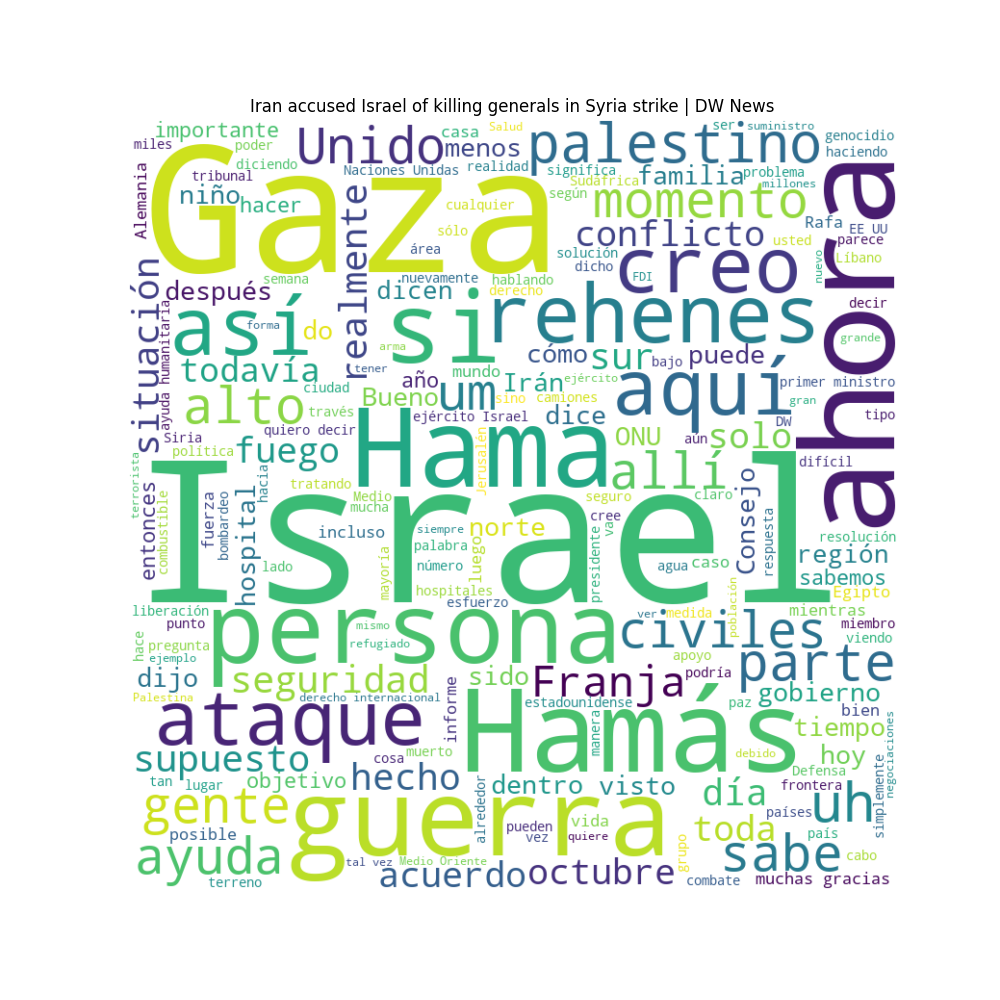 Iran accused Israel of killing generals in Syria strike | DW News
importante
miles
poder
diciendo
tribunal
niño
hacer
Alemania
Gaza
Unido
menos
casa
Salud
Naciones Unidas
realidad
cualquier
sólo
área
palestino
ser
suministro
significa
Sudáfrica
según
familia
problema
millones
genocidio
haciendo
momento
conflicto
Rafa
EE UU
usted
parece
Líbano
nuevo
ahora
situación
después
semana
realmente
nuevamente
hablando
dicen
derecho
solución
dicho
FDI
creo
decir
grande
ayuda humanitaria
así
forma
do
arma
si
rehenes
todavía
tener
mundo
cómo
sur
bajo
puede
primer ministro
ciudad
año
Irán
ejército
alto
través
Bueno
um
sino
camiones
aquí
gran
tipo
Siria
quiero decir
ejército Israel
dice
ONU
aún
solo
DW
política
fuego
Hama
Jerusalén
allí
difícil
terrorista
entonces
combustible
fuerza
bombardeo
hospital
hacia
tratando
Medio
mucha
seguro
claro
Consejo
incluso
siempre
norte
cree
va
respuesta
resolución
mayoría
palabra
luego
presidente
lado
número
agua
caso
región
Israel
hospitales
población
sabemos
Egipto
liberación
esfuerzo
ver
medida
mientras
punto
persona
mismo
civiles
miembro
hace
pregunta
refugiado
viendo
ejemplo
apoyo
parte
dijo
seguridad
sido
Franja
podría
gobierno
Palestina
derecho internacional
estadounidense
paz
bien
ataque
informe
Hamás
manera
tiempo
supuesto
muerto
debido
hoy
negociaciones
cosa
Defensa
simplemente
tan
lugar
objetivo
hecho
alrededor
dentro
visto
día
frontera
gente
guerra
vida
países
uh
posible
pueden
vez
quiere
toda
país
ayuda
grupo
sabe
cabo
tal vez
Medio Oriente
terreno
acuerdo
octubre
combate
muchas gracias